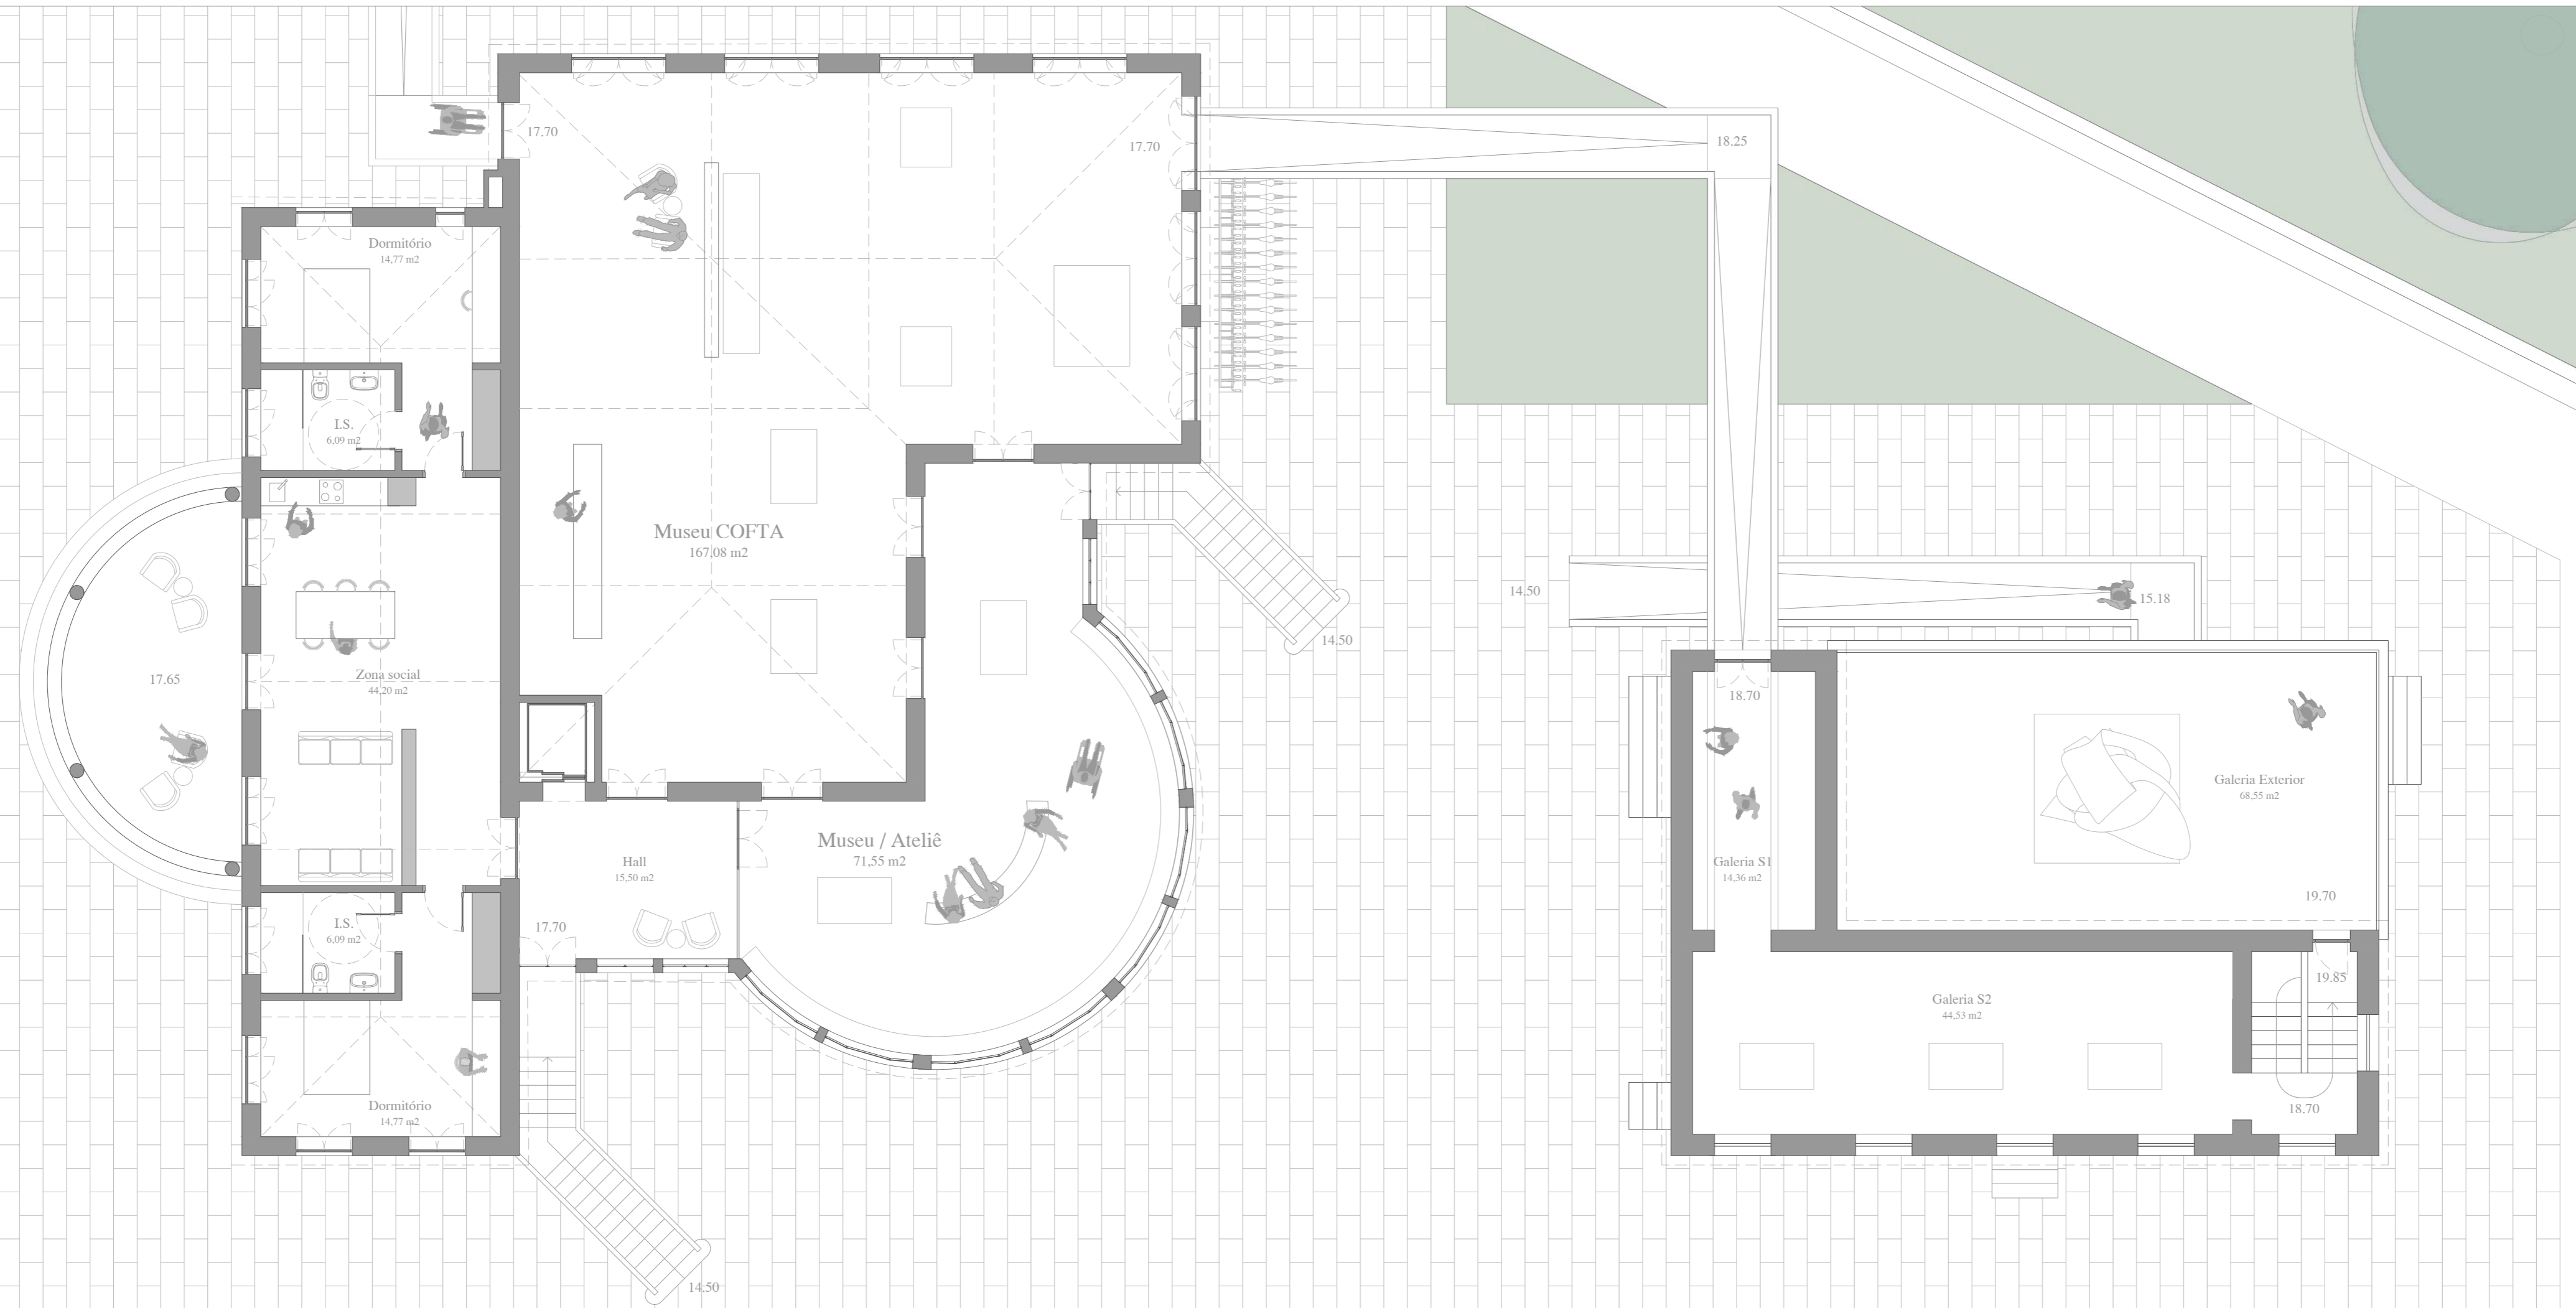 17.70
17.70
18.25
Dormitório
14,77 m2
I.S.
6,09 m2
Museu COFTA
167,08 m2
14.50
15.18
14.50
17.65
Zona social
44,20 m2
18.70
Galeria Exterior
68,55 m2
Museu / Ateliê
71,55 m2
Hall
15,50 m2
Galeria S1
14,36 m2
19.70
I.S.
6,09 m2
17.70
19.85
Galeria S2
44,53 m2
Dormitório
14,77 m2
18.70
14.50